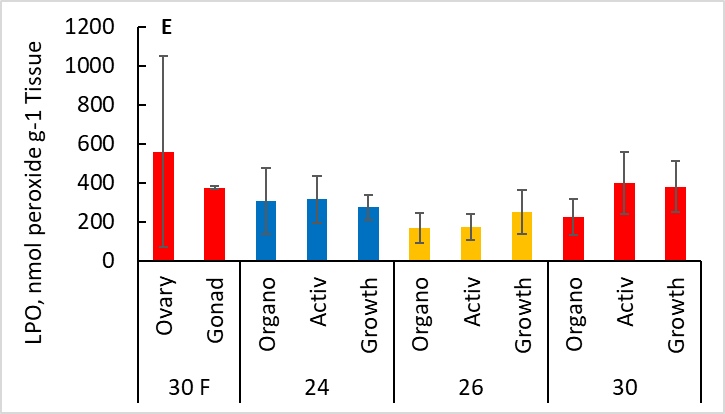 E
LPO, nmol peroxide g-1 Tissue
1200
1000
800
600
400
200
0
Ovary
Gonad
Organo
Activ
Growth
Organo
Activ
Growth
Organo
Activ
Growth
30 F
24
26
30